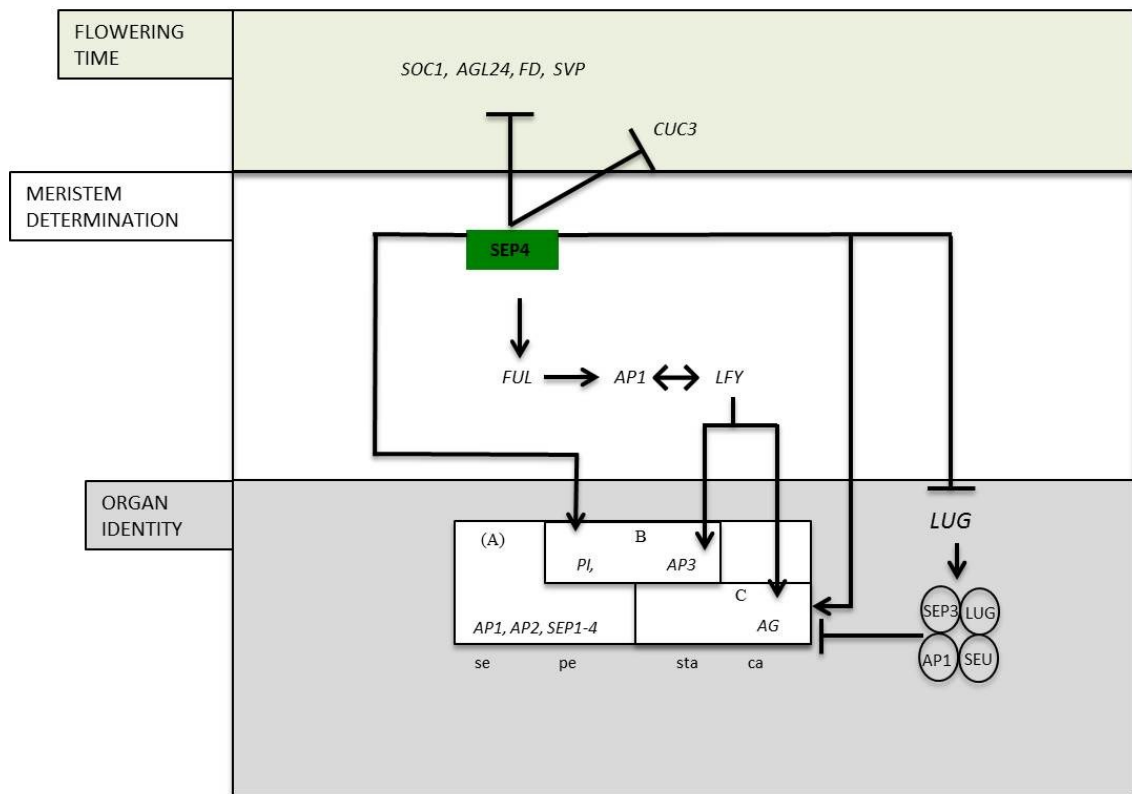 FLOWERING
TIME
SOC1, AGL24, FD, SVP
CUC3
MERISTEM
DETERMINATION
SEP4
FUL
AP1
LFY
ORGAN
IDENTITY
LUG
(A)
B
PI,
AP3
C
AP1, AP2, SEP1-4
AG
SEP3
LUG
AP1
SEU
se
pe
sta
ca